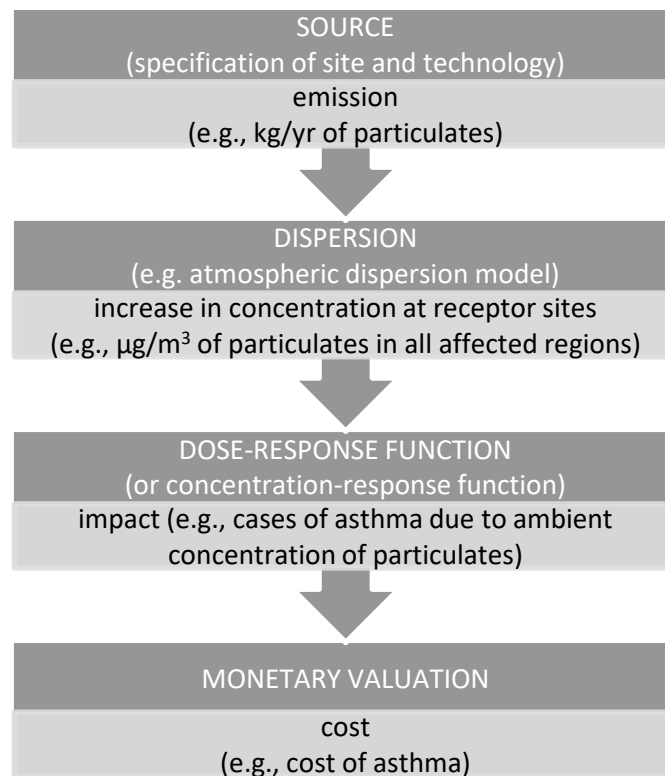 SOURCE
(specification of site and technology)
emission
(e.g., kg/yr of particulates)
DISPERSION
(e.g. atmospheric dispersion model)
increase in concentration at receptor sites
(e.g., µg/m³ of particulates in all affected regions)
DOSE-RESPONSE FUNCTION
(or concentration-response function)
impact (e.g., cases of asthma due to ambient
concentration of particulates)
MONETARY VALUATION
cost
(e.g., cost of asthma)